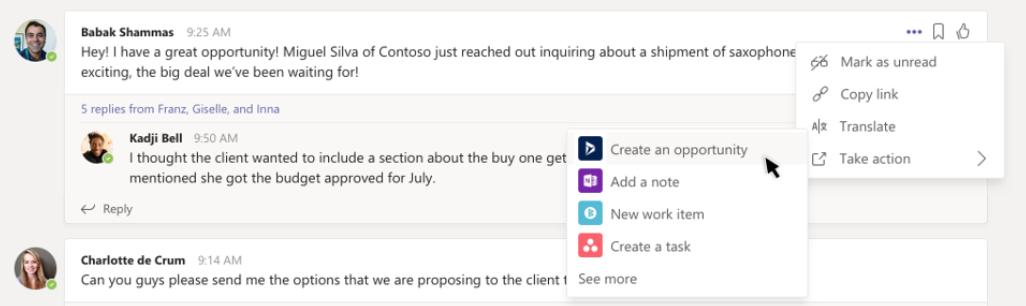 Babak Shammas 9:25 AM
Hey! I have a great opportunity! Miguel Silva of Contoso just reached out inquiring about a shipment of saxophone
exciting, the big deal we've been waiting for!
Mark as unread
Copy link
Translate
Take action
5 replies from Franz, Giselle, and Inna
Kadji Bell 9:50 AM
I thought the client wanted to include a section about the buy one get
mentioned she got the budget approved for July.
Reply
Create an opportunity
Add a note
New work item
Create a task
See more
Charlotte de Crum 9:14 AM
Can you guys please send me the options that we are proposing to the client